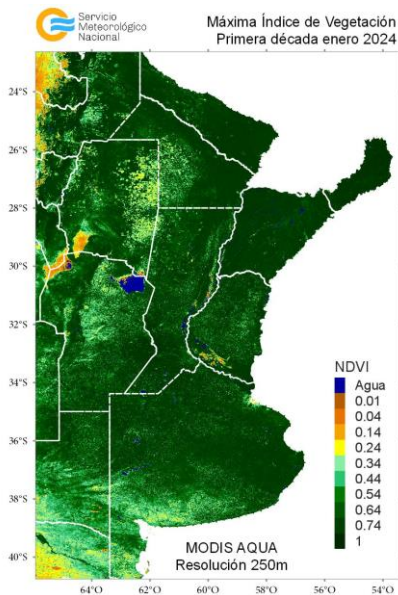 Servicio
Meteorológico
Nacional
Máxima Índice de Vegetación
Primera década enero 2024
24°S
26°S
28°S
30°S
32°S
34°S
36°S
38°S
40°S
NDVI
Agua
0.01
0.04
0.14
0.24
0.34
0.44
0.54
0.64
0.74
1
MODIS AQUA
Resolución 250m
64°O
62°O
60°O
58°O
56°O
54°O